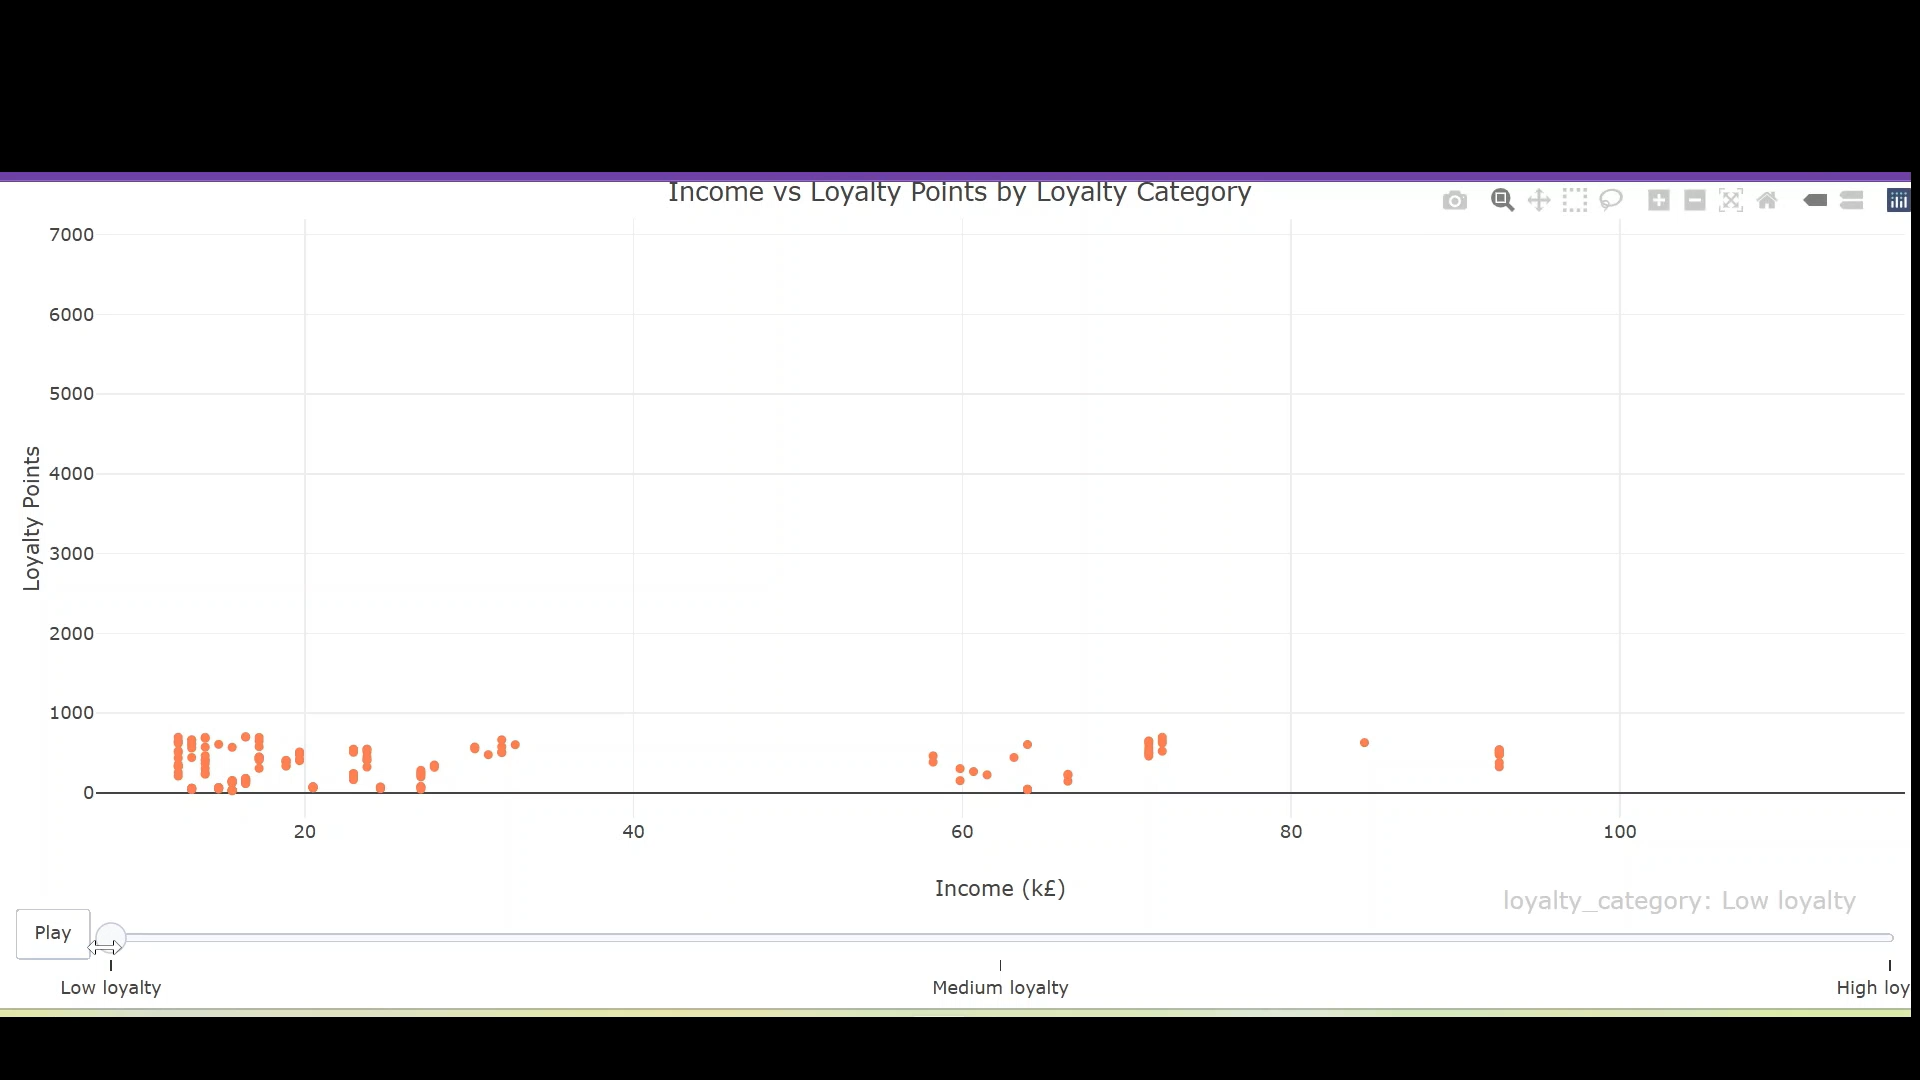 Income vs Loyalty Points by Loyalty Category
7000
6000
5000
4000
3000
2000
1000
0
Loyalty Points
20 40 60 80 100
Income (k£)
loyalty_category: Low loyalty
Play
Low loyalty Medium loyalty High loy